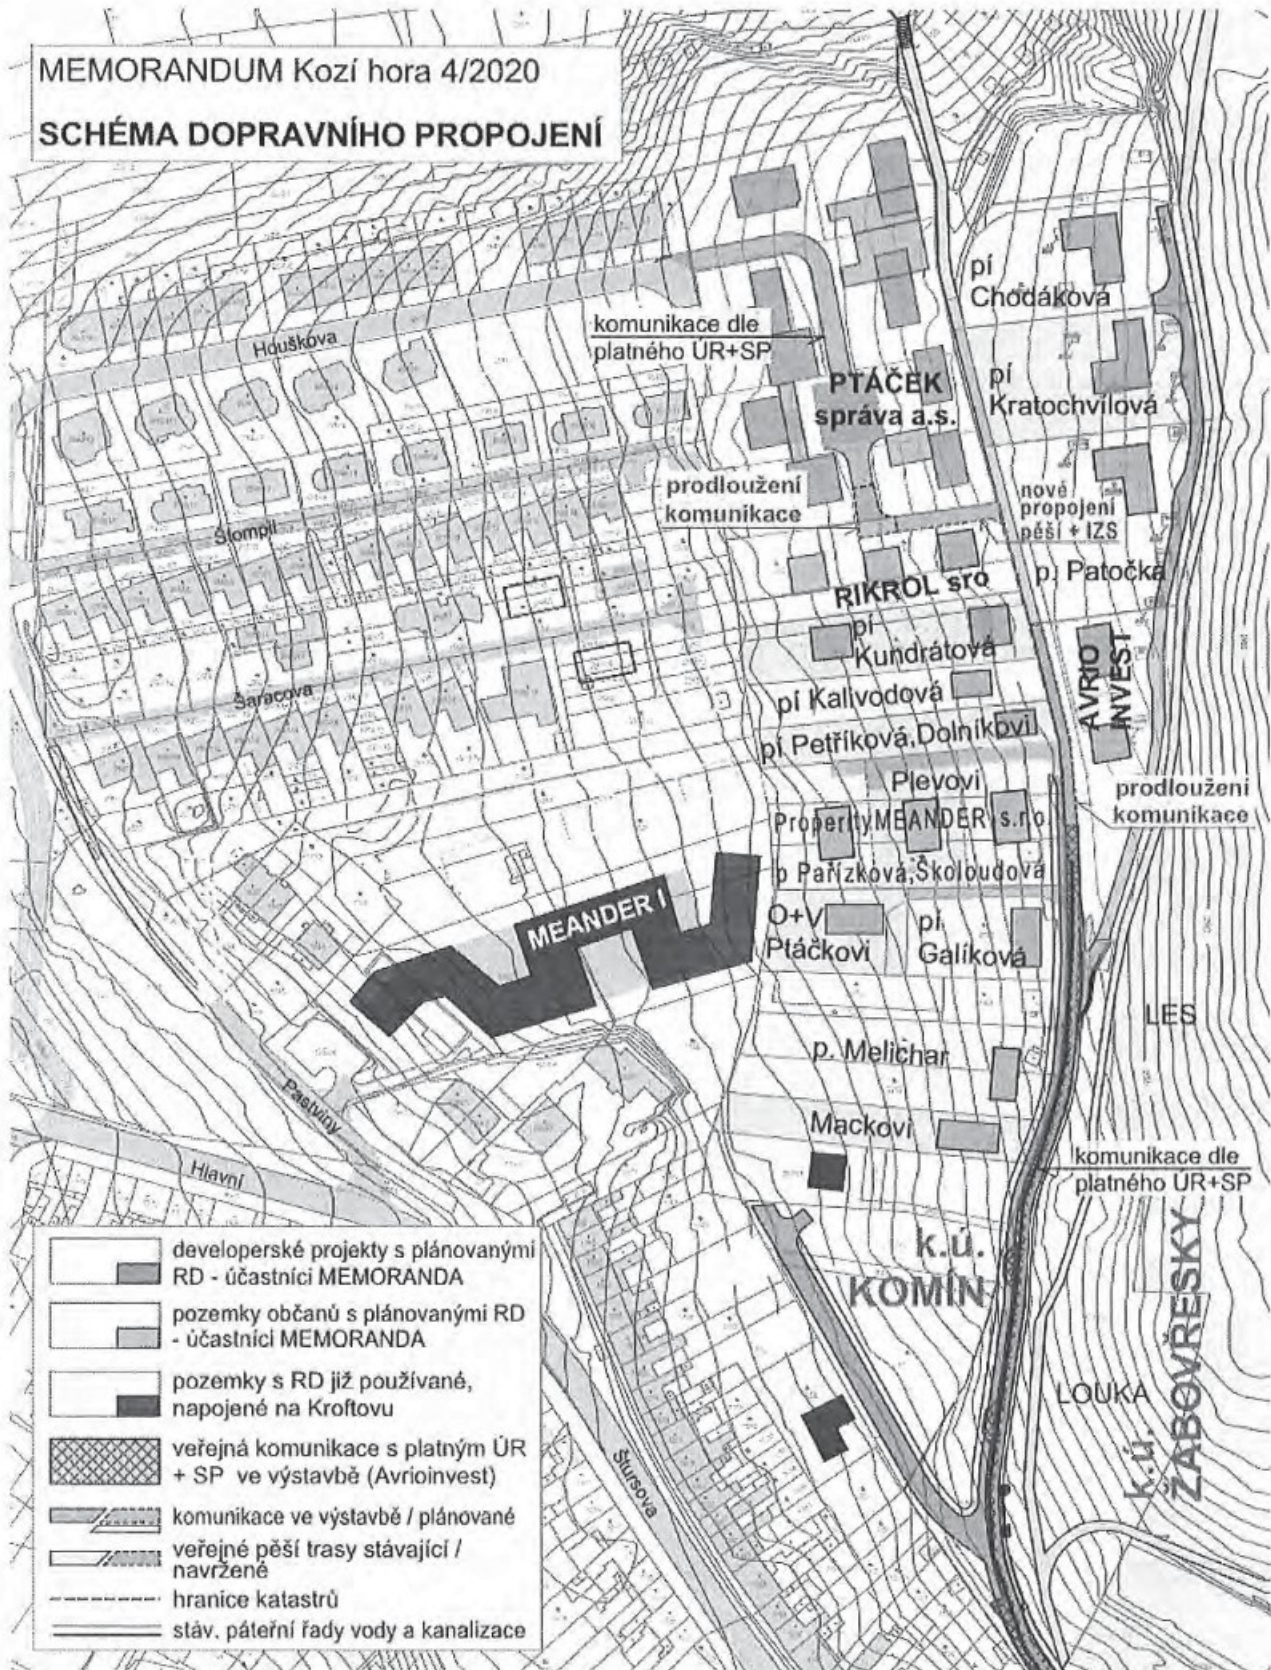 MEMORANDUM Kozí hora 4/2020
SCHÉMA DOPRAVNÍHO PROPOJENÍ
pí
Chodáková
Houškova
komunikace dle
platného ÚR+SP
PTÁČEK
správa a.s.
pí
Kratochvílová
prodloužení
komunikace
nové
propojení
pěší + IZS
Šlompil
p. Patočka
RIKROL sro
pí
Kundrátová
AVRIO
INVEST
Šaracova
pí Kalivodová
pí Petříková,Dolníkovi
Plevovi
prodloužení
komunikace
Properity MEANDER s.r.o.
p Pařízková,Školoudová
MEANDER I
O+V
Ptáčkovi
pí
Galíková
LES
p. Melichar
Pastviny
Mackovi
Hlavní
komunikace dle
platného ÚR+SP
k.ú.
KOMÍN
k.ú.
ŽABOVŘESKY
LOUKA
Štursova
developerské projekty s plánovanými
RD - účastníci MEMORANDA
pozemky občanů s plánovanými RD
- účastníci MEMORANDA
pozemky s RD již používané,
napojené na Kroftovu
veřejná komunikace s platným ÚR
+ SP ve výstavbě (Avrioinvest)
komunikace ve výstavbě / plánované
veřejné pěší trasy stávající /
navržené
hranice katastrů
stáv. páteřní řady vody a kanalizace